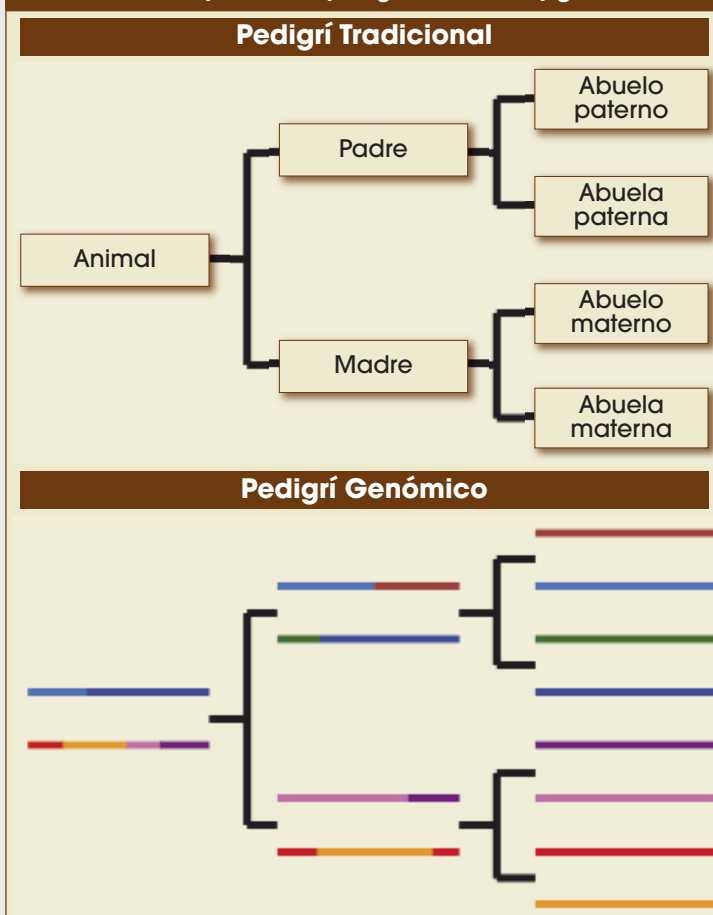 Pedigrí Tradicional
Abuelo
paterno
Padre
Abuela
paterna
Animal
Abuelo
materno
Madre
Abuela
materna
Pedigrí Genómico